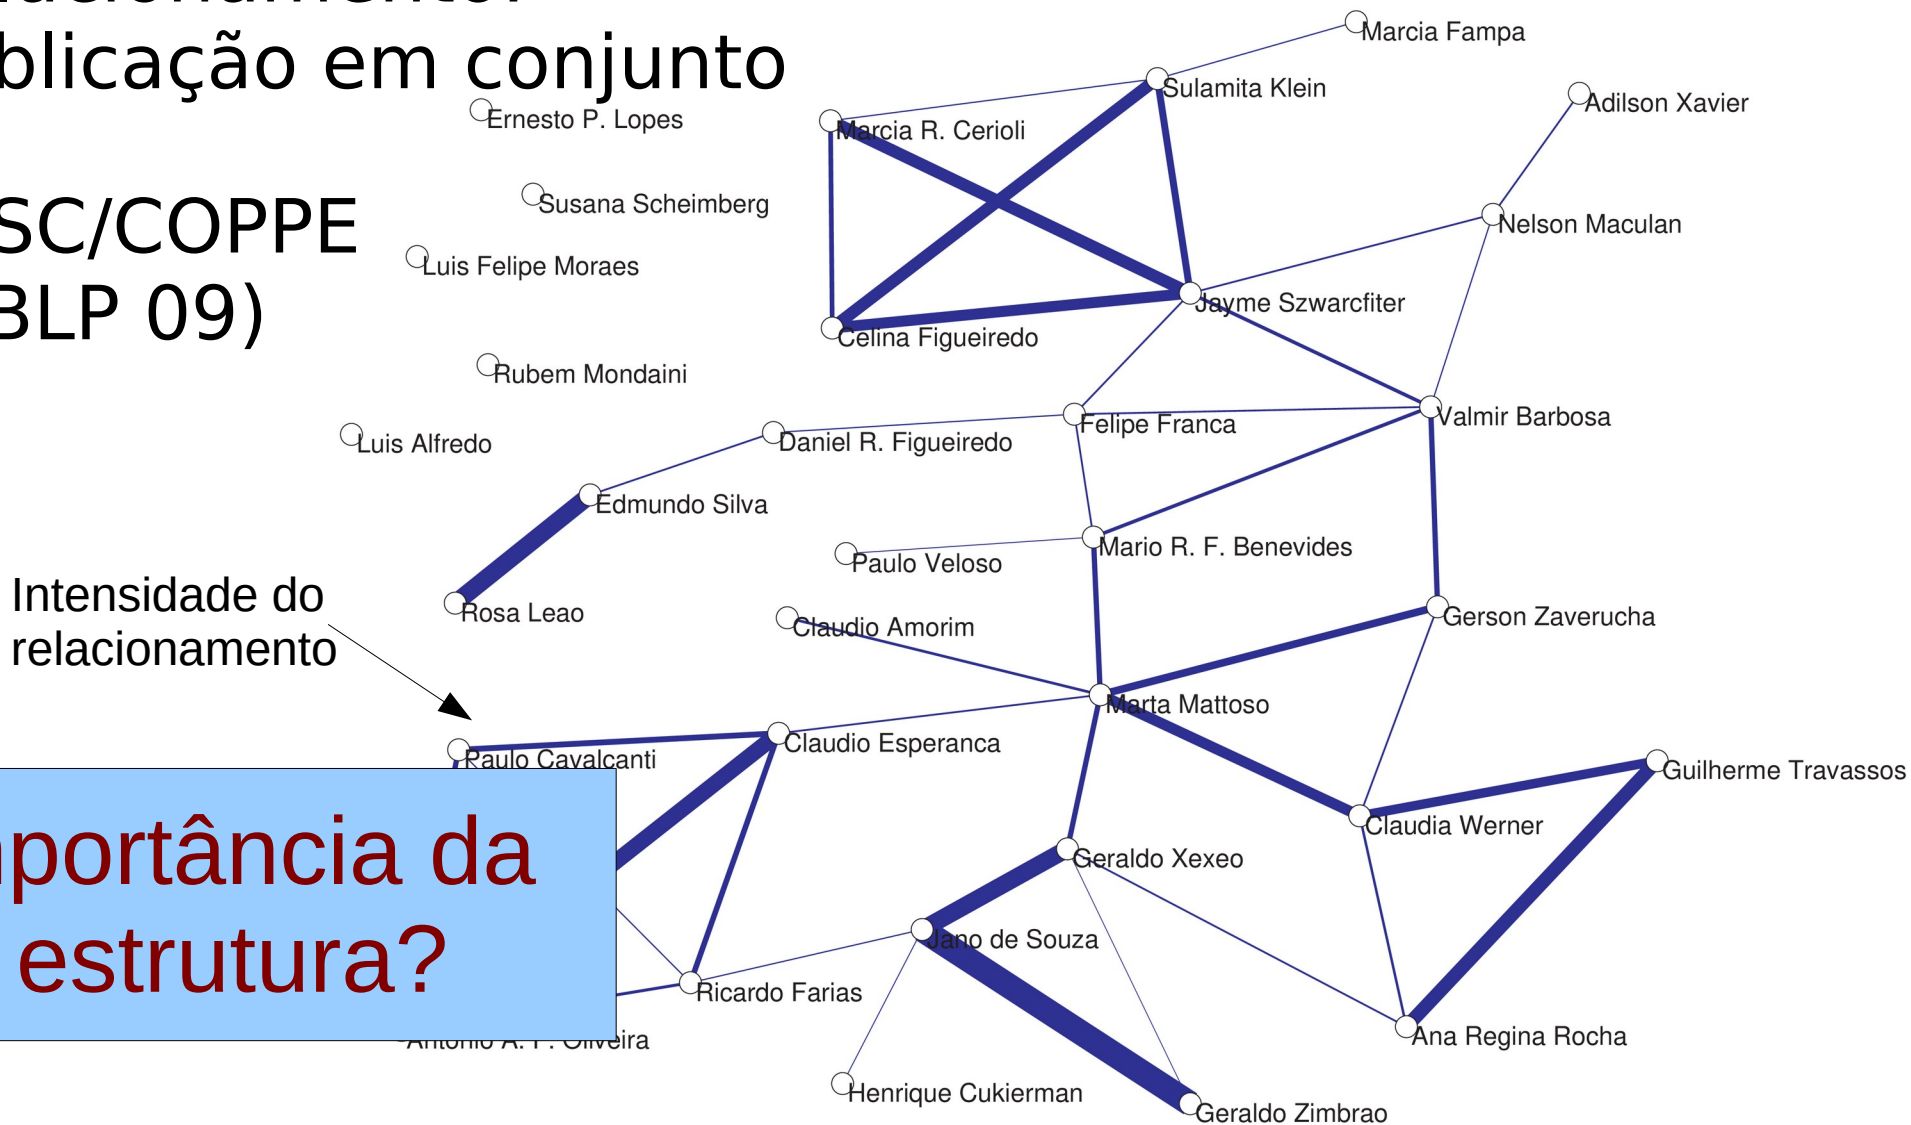 blicação em conjunto
SC/COPPE
BLP 09)
Marcia Fampa
Sulamita Klein
Adilson Xavier
Ernesto P. Lopes
Marcia R. Cerioli
Susana Scheimberg
Nelson Maculan
Luis Felipe Moraes
Jayme Szwarcfiter
Celina Figueiredo
Rubem Mondaini
Valmir Barbosa
Felipe Franca
Luis Alfredo
Daniel R. Figueiredo
Edmundo Silva
Mario R. F. Benevides
Paulo Veloso
Intensidade do
relacionamento
Rosa Leao
Claudio Amorim
Gerson Zaverucha
Marta Mattoso
Claudio Esperanca
Paulo Cavalcanti
Guilherme Travassos
Claudia Werner
Geraldo Xexeo
mportância da
estrutura?
Jano de Souza
Ricardo Farias
Antonio A. F. Oliveira
Ana Regina Rocha
Henrique Cukierman
Geraldo Zimbrao